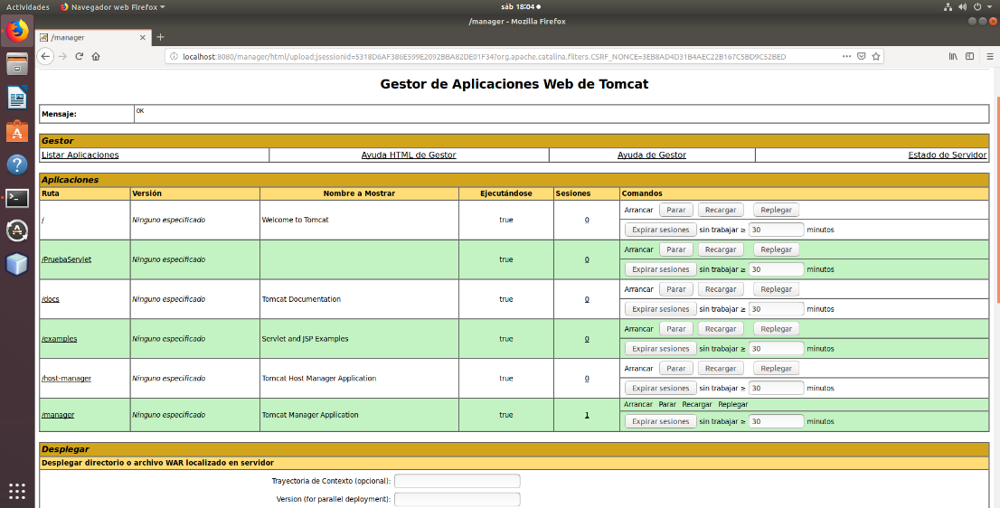 Actividades Navegador web Firefox sáb 18:04
/manager - Mozilla Firefox
/manager
localhost:8080/manager/html/upload;jsessionid=5318D6AF386E599E2092BBA82DE01F34?org.apache.catalina.filters.CSRF_NONCE=3EB8AD4D31B4AEC22B167C5BD9C52BED
Gestor de Aplicaciones Web de Tomcat
Mensaje: OK
Gestor
Listar Aplicaciones Ayuda HTML de Gestor Ayuda de Gestor Estado de Servidor
Aplicaciones
Ruta Versión Nombre a Mostrar Ejecutándose Sesiones Comandos
/ Ninguno especificado Welcome to Tomcat true 0 Arrancar Parar Recargar Replegar
Expirar sesiones sin trabajar ≥ 30 minutos
/PruebaServlet Ninguno especificado true 0 Arrancar Parar Recargar Replegar
Expirar sesiones sin trabajar ≥ 30 minutos
/docs Ninguno especificado Tomcat Documentation true 0 Arrancar Parar Recargar Replegar
Expirar sesiones sin trabajar ≥ 30 minutos
/examples Ninguno especificado Servlet and JSP Examples true 0 Arrancar Parar Recargar Replegar
Expirar sesiones sin trabajar ≥ 30 minutos
/host-manager Ninguno especificado Tomcat Host Manager Application true 0 Arrancar Parar Recargar Replegar
Expirar sesiones sin trabajar ≥ 30 minutos
/manager Ninguno especificado Tomcat Manager Application true 1 Arrancar Parar Recargar Replegar
Expirar sesiones sin trabajar ≥ 30 minutos
Desplegar
Desplegar directorio o archivo WAR localizado en servidor
Trayectoria de Contexto (opcional):
Version (for parallel deployment):